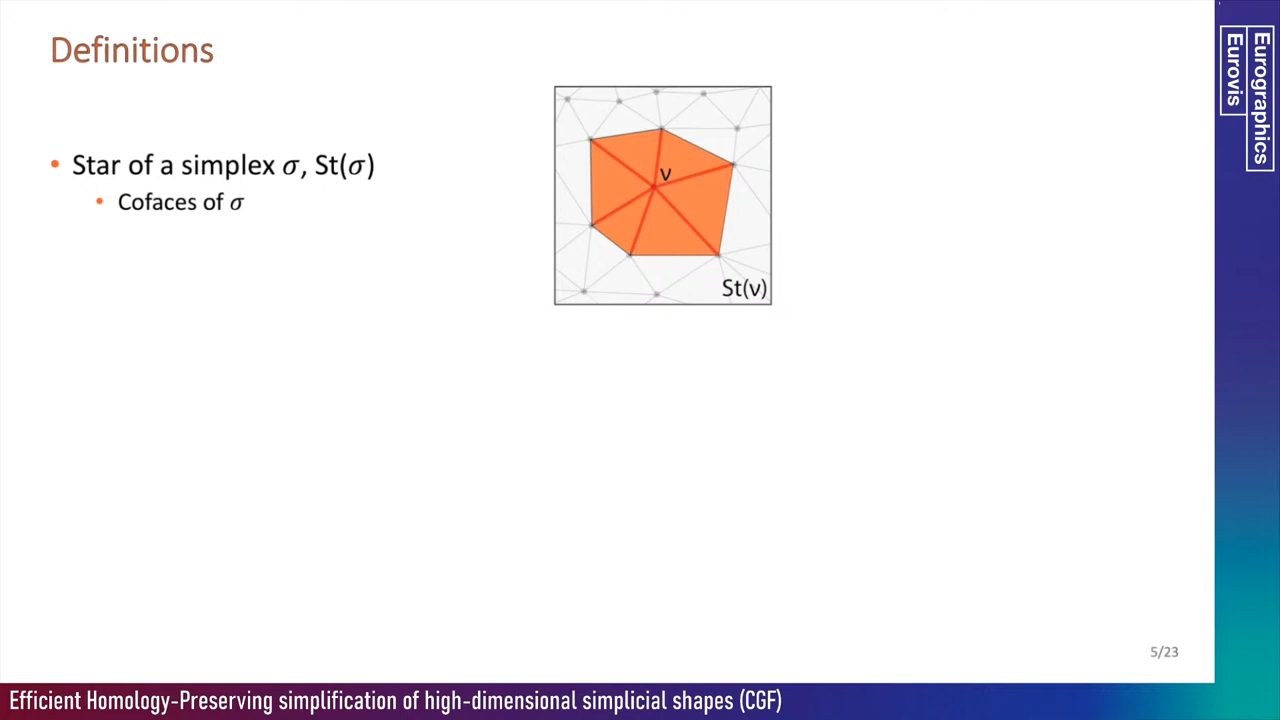 Definitions
• Star of a simplex σ, St(σ)
• Cofaces of σ
ν
St(ν)
5/23
Eurographics
Eurovis
Efficient Homology-Preserving simplification of high-dimensional simplicial shapes (CGF)